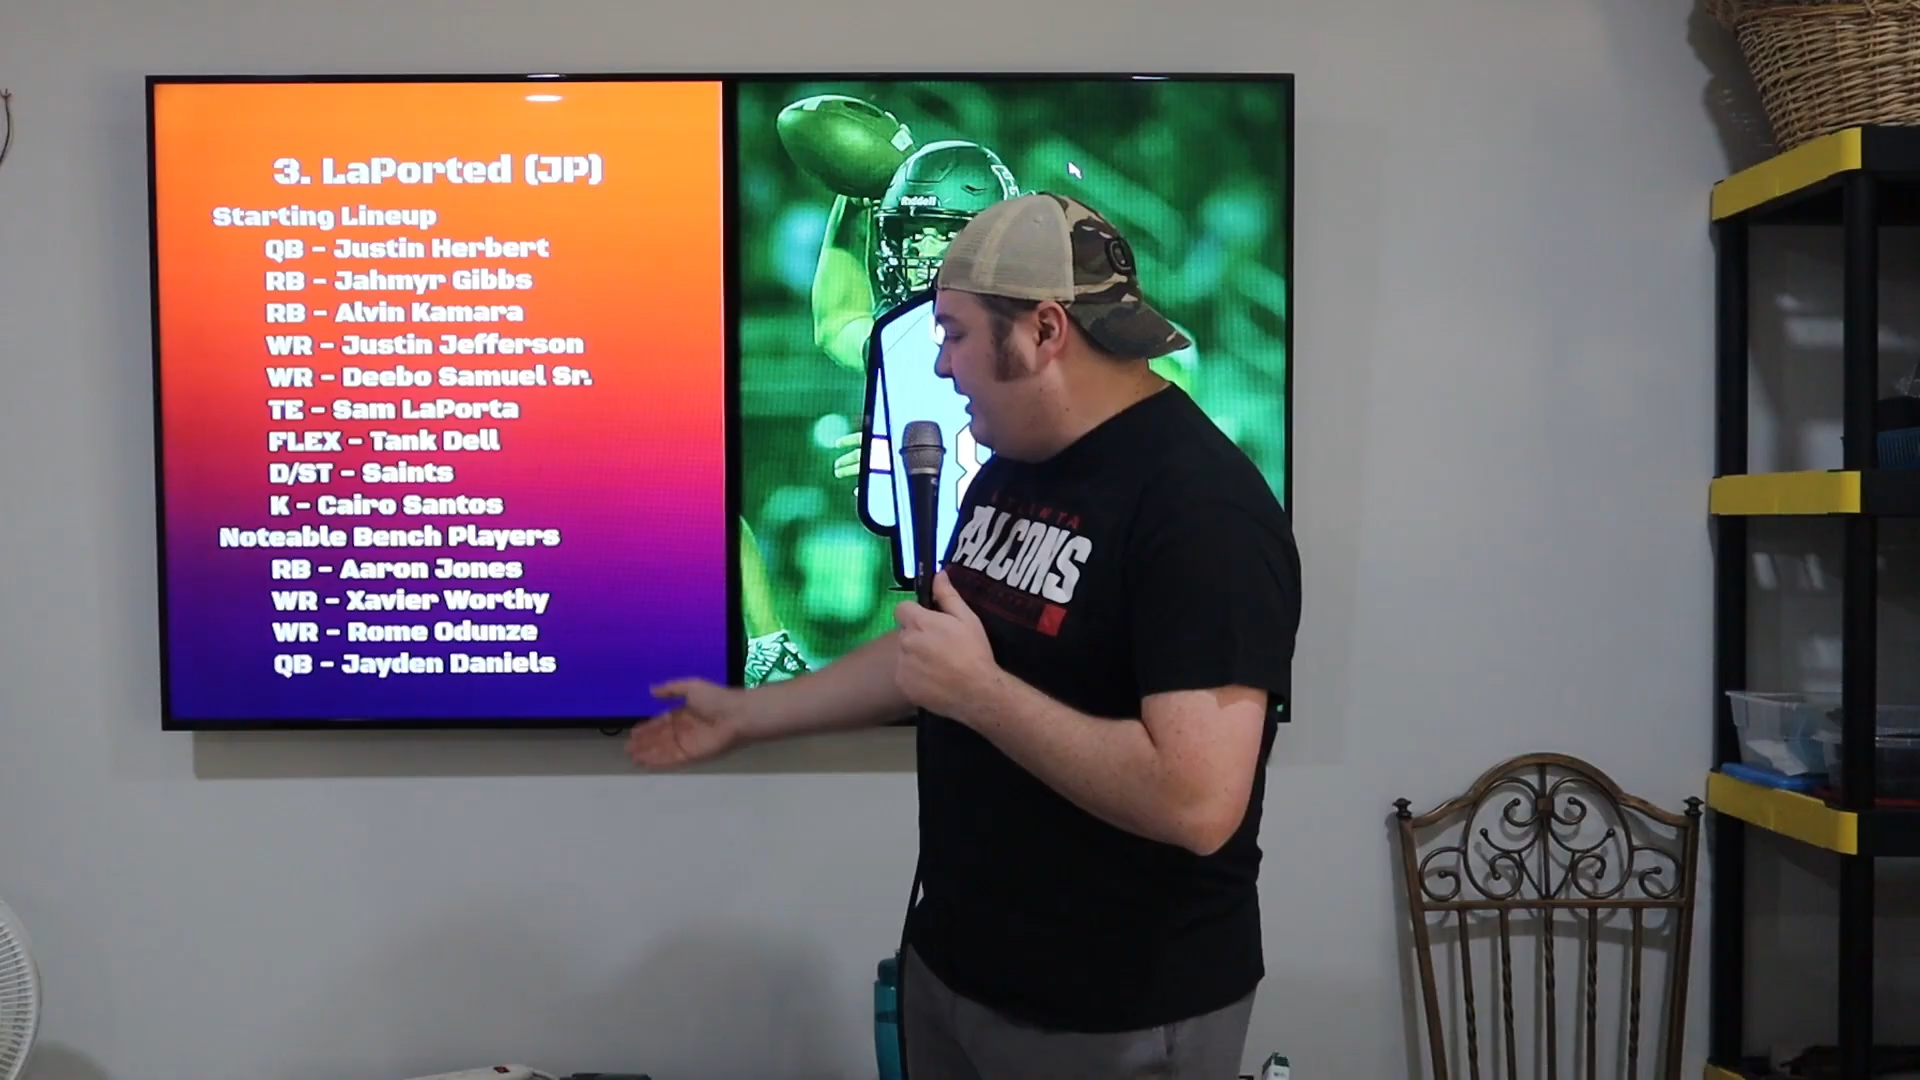 3. LaPorted (JP)
Starting Lineup
QB - Justin Herbert
RB - Jahmyr Gibbs
RB - Alvin Kamara
WR - Justin Jefferson
WR - Deebo Samuel Sr.
TE - Sam LaPorta
FLEX - Tank Dell
D/ST - Saints
K - Cairo Santos
Noteable Bench Players
RB - Aaron Jones
WR - Xavier Worthy
WR - Rome Odunze
QB - Jayden Daniels
Riddell
FALCONS